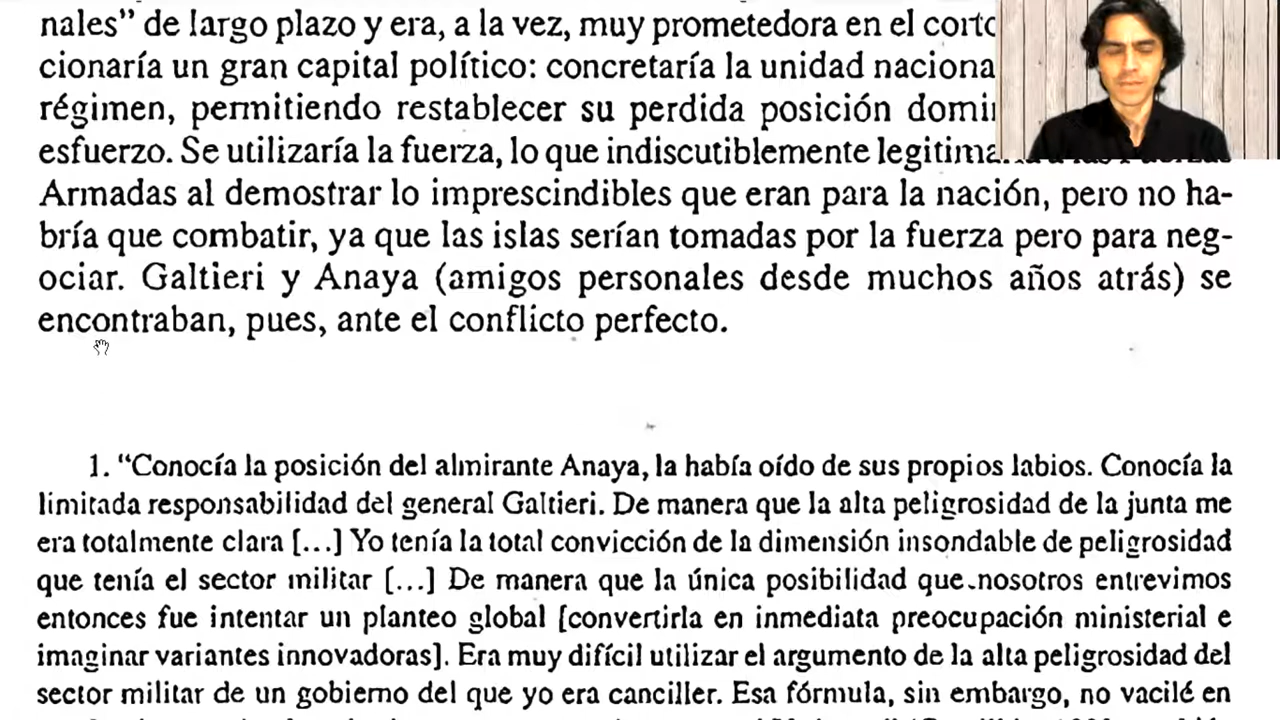 nales” de largo plazo y era, a la vez, muy prometedora en el corto
cionaría un gran capital político: concretaría la unidad naciona
régimen, permitiendo restablecer su perdida posición domi
esfuerzo. Se utilizaría la fuerza, lo que indiscutiblemente legitimaría a las Fuerzas
Armadas al demostrar lo imprescindibles que eran para la nación, pero no ha-
bría que combatir, ya que las islas serían tomadas por la fuerza pero para neg-
ociar. Galtieri y Anaya (amigos personales desde muchos años atrás) se
encontraban, pues, ante el conflicto perfecto.
1. “Conocía la posición del almirante Anaya, la había oído de sus propios labios. Conocía la
limitada responsabilidad del general Galtieri. De manera que la alta peligrosidad de la junta me
era totalmente clara [...] Yo tenía la total convicción de la dimensión insondable de peligrosidad
que tenía el sector militar [...] De manera que la única posibilidad que nosotros entrevimos
entonces fue intentar un planteo global [convertirla en inmediata preocupación ministerial e
imaginar variantes innovadoras]. Era muy difícil utilizar el argumento de la alta peligrosidad del
sector militar de un gobierno del que yo era canciller. Esa fórmula, sin embargo, no vacilé en